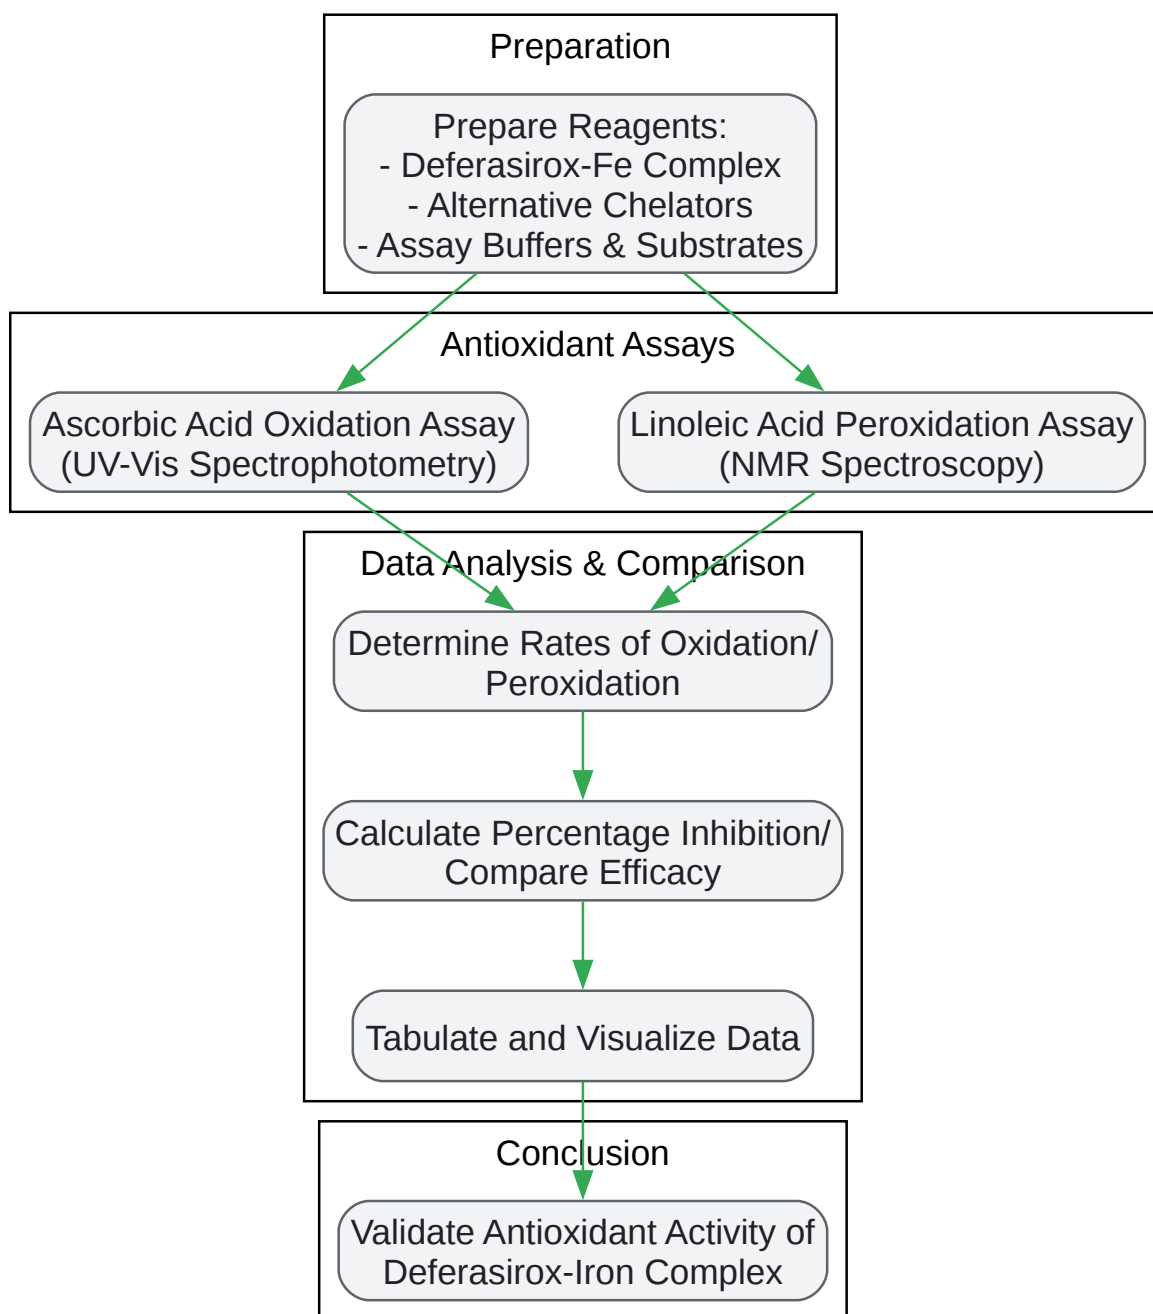 Preparation
Prepare Reagents:
- Deferasirox-Fe Complex
- Alternative Chelators
- Assay Buffers & Substrates
Antioxidant Assays
Ascorbic Acid Oxidation Assay
(UV-Vis Spectrophotometry)
Linoleic Acid Peroxidation Assay
(NMR Spectroscopy)
Data Analysis & Comparison
Determine Rates of Oxidation/
Peroxidation
Calculate Percentage Inhibition/
Compare Efficacy
Tabulate and Visualize Data
Conclusion
Validate Antioxidant Activity of
Deferasirox-Iron Complex